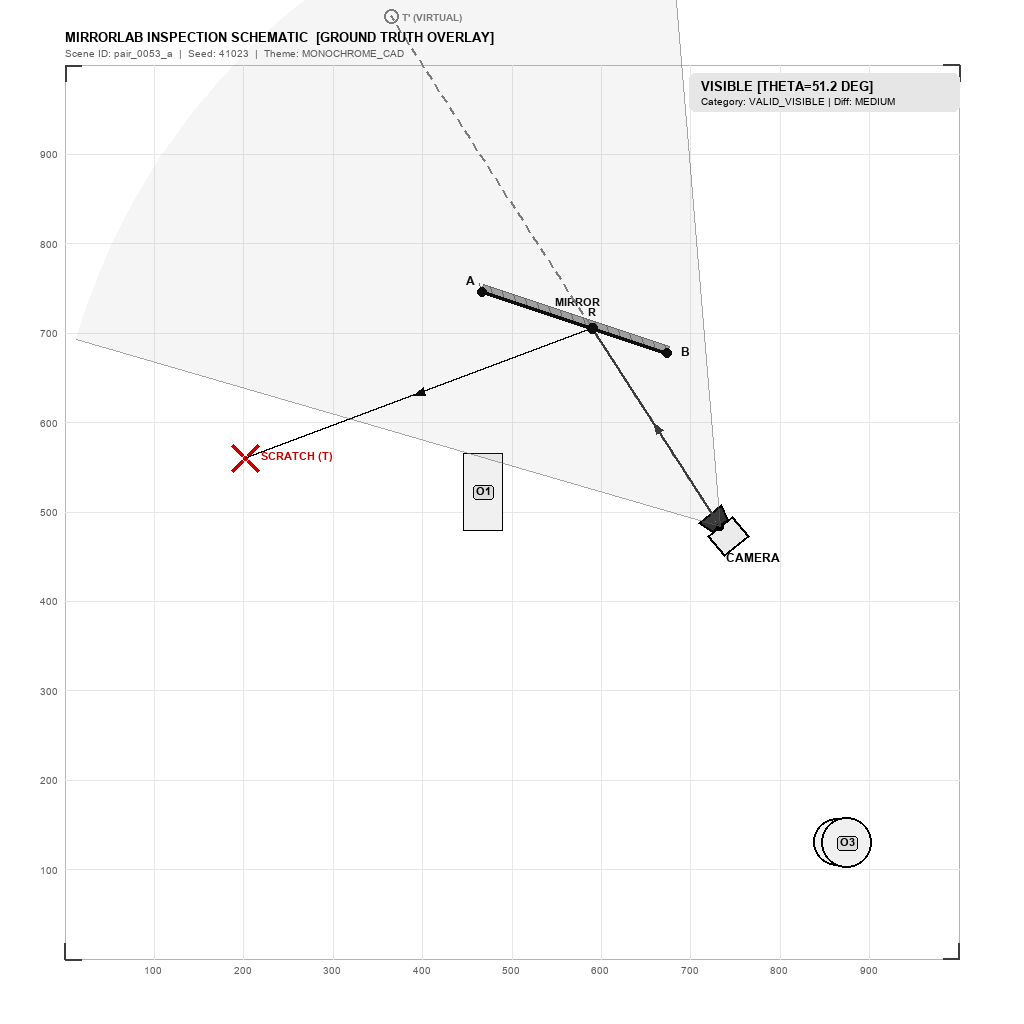 T' (VIRTUAL)
MIRRORLAB INSPECTION SCHEMATIC [GROUND TRUTH OVERLAY]
Scene ID: pair_0053_a | Seed: 41023 | Theme: MONOCHROME_CAD
VISIBLE [THETA=51.2 DEG]
Category: VALID_VISIBLE | Diff: MEDIUM
900
800
A
MIRROR
R
700
B
600
SCRATCH (T)
O1
500
CAMERA
400
300
200
O3
100
100 200 300 400 500 600 700 800 900